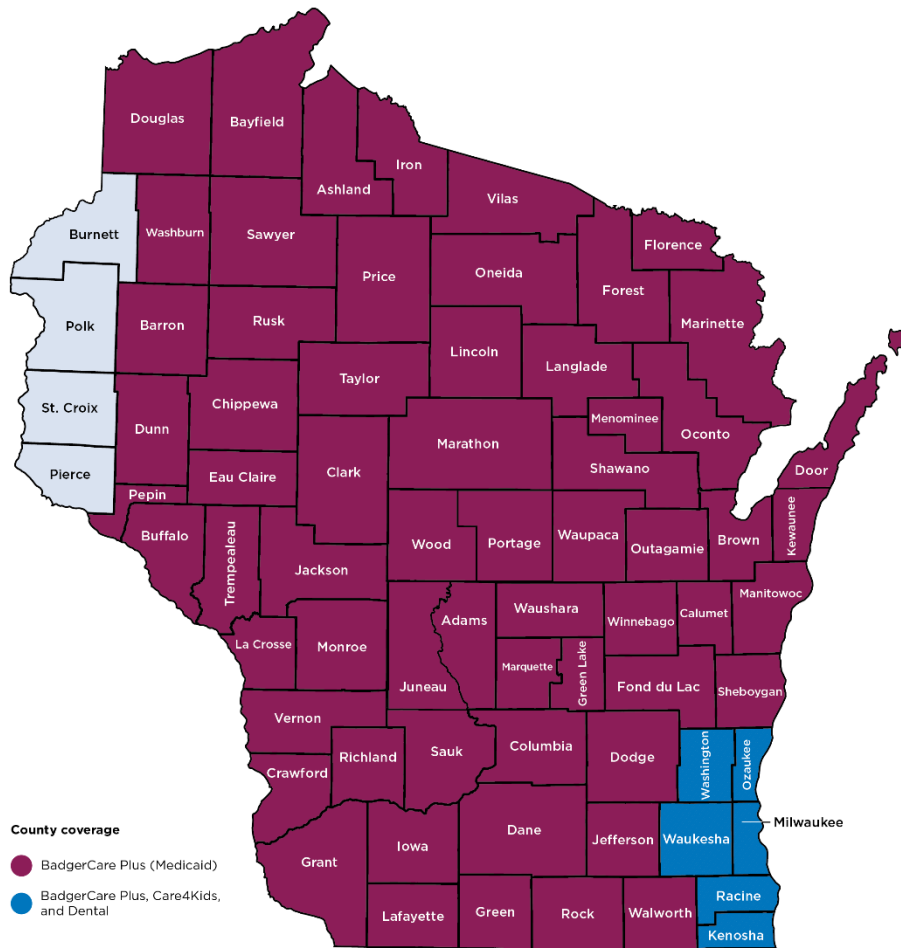 Douglas
Bayfield
Ashland
Iron
Vilas
Burnett
Washburn
Sawyer
Price
Oneida
Florence
Forest
Marinette
Polk
Barron
Rusk
Lincoln
Langlade
Taylor
Chippewa
St. Croix
Dunn
Menominee
Oconto
Marathon
Shawano
Clark
Door
Pierce
Eau Claire
Pepin
Buffalo
Trempealeau
Jackson
Wood
Portage
Waupaca
Outagamie
Brown
Kewaunee
Manitowoc
Waushara
Winnebago
Calumet
Adams
La Crosse
Monroe
Juneau
Marquette
Green Lake
Fond du Lac
Sheboygan
Vernon
Richland
Sauk
Columbia
Dodge
Washington
Ozaukee
Crawford
Milwaukee
Waukesha
Jefferson
Dane
Iowa
Grant
Lafayette
Green
Rock
Walworth
Racine
Kenosha
County coverage
BadgerCare Plus (Medicaid)
BadgerCare Plus, Care4Kids,
and Dental